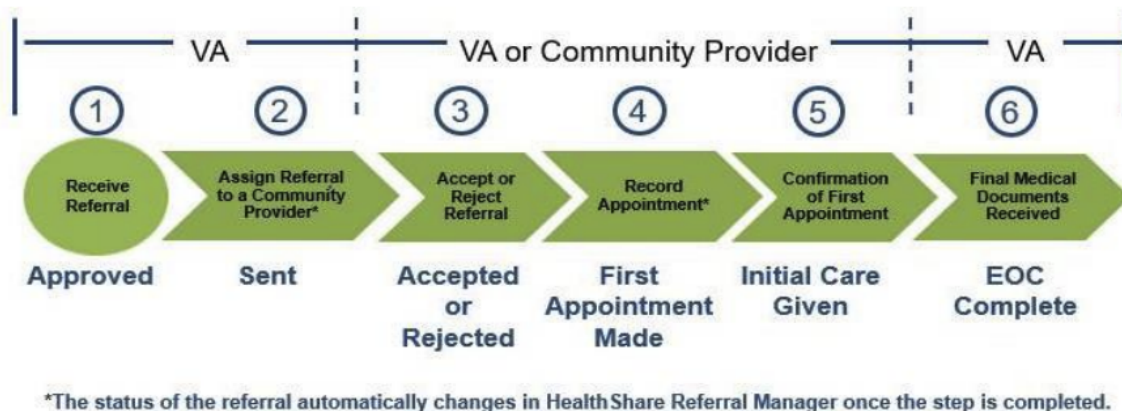 VA
VA or Community Provider
VA
1
2
3
4
5
6
Receive
Referral
Assign Referral
to a Community
Provider*
Accept or
Reject
Referral
Record
Appointment*
Confirmation
of First
Appointment
Final Medical
Documents
Received
Approved
Sent
Accepted
or
Rejected
First
Appointment
Made
Initial Care
Given
EOC
Complete
*The status of the referral automatically changes in HealthShare Referral Manager once the step is completed.